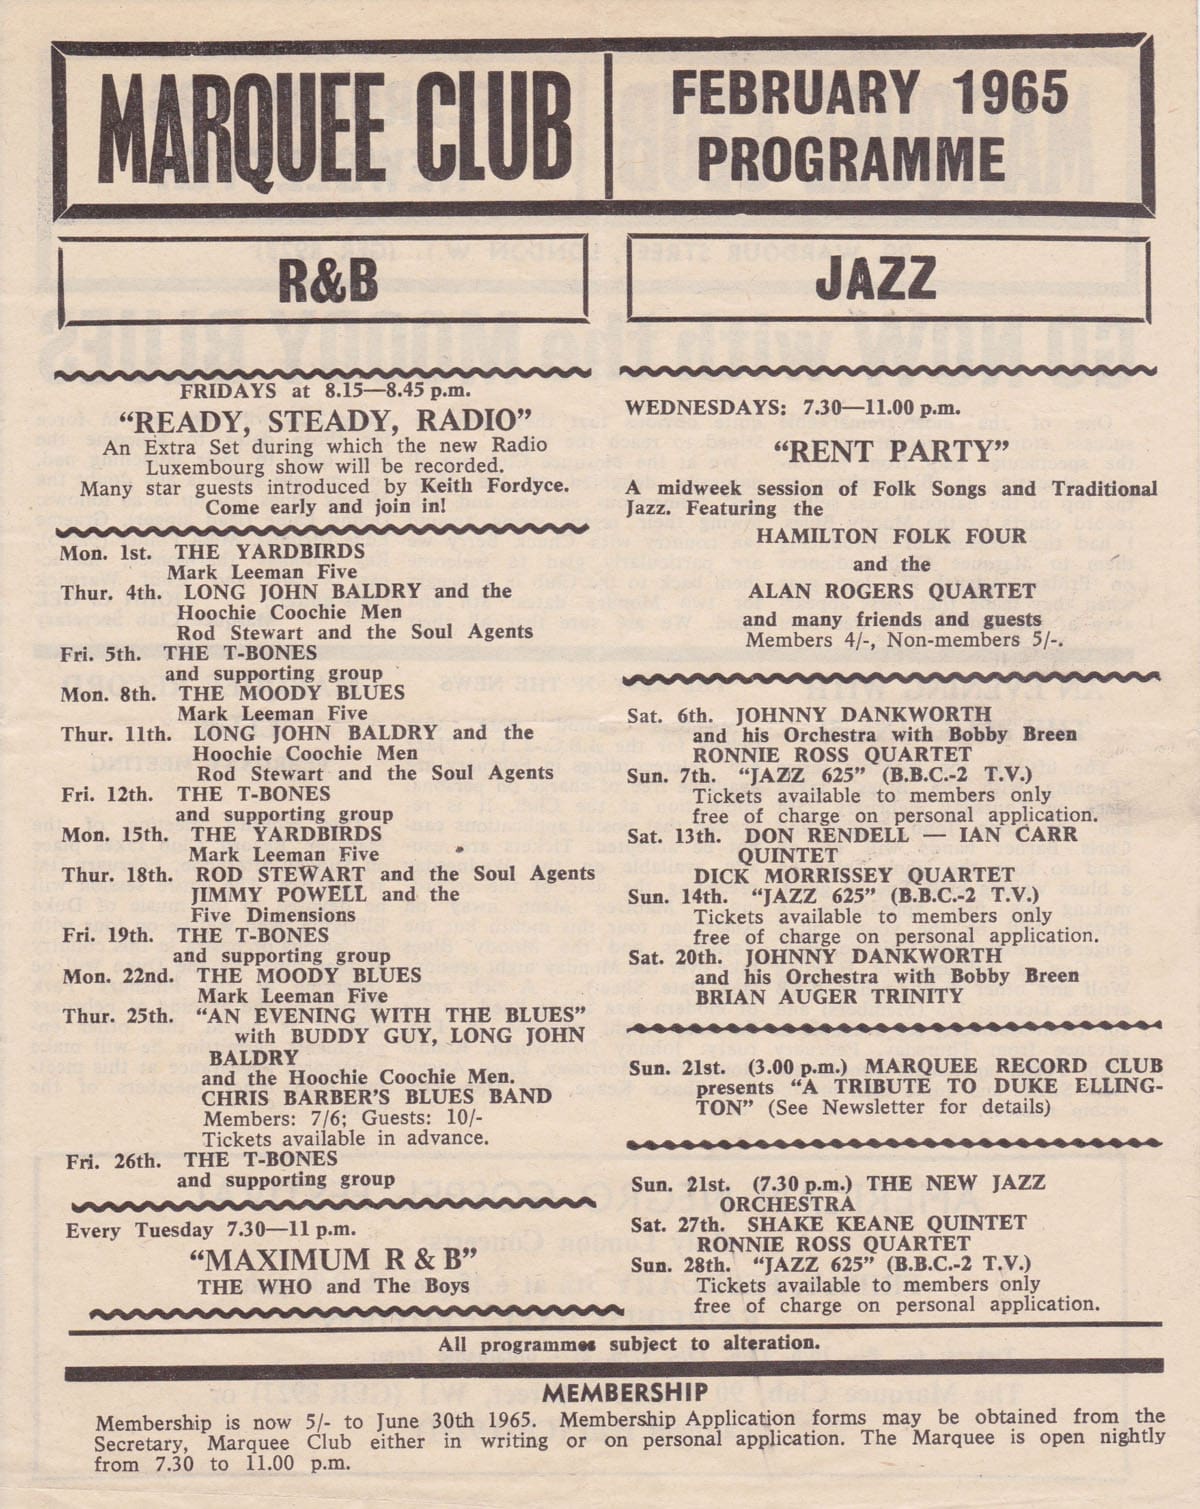 MARQUEE CLUB
FEBRUARY 1965
PROGRAMME
R&B
FRIDAYS at 8.15—8.45 p.m.
"READY, STEADY, RADIO"
An Extra Set during which the new Radio
Luxembourg show will be recorded.
Many star guests introduced by Keith Fordyce.
Come early and join in!
Mon. 1st. THE YARDBIRDS
Mark Leeman Five
Thur. 4th. LONG JOHN BALDRY and the
Hoochie Coochie Men
Rod Stewart and the Soul Agents
Fri. 5th. THE T-BONES
and supporting group
Mon. 8th. THE MOODY BLUES
Mark Leeman Five
Thur. 11th. LONG JOHN BALDRY and the
Hoochie Coochie Men
Rod Stewart and the Soul Agents
Fri. 12th. THE T-BONES
and supporting group
Mon. 15th. THE YARDBIRDS
Mark Leeman Five
Thur. 18th. ROD STEWART and the Soul Agents
JIMMY POWELL and the
Five Dimensions
Fri. 19th. THE T-BONES
and supporting group
Mon. 22nd. THE MOODY BLUES
Mark Leeman Five
Thur. 25th. "AN EVENING WITH THE BLUES"
with BUDDY GUY, LONG JOHN
BALDRY
and the Hoochie Coochie Men.
CHRIS BARBER'S BLUES BAND
Members: 7/6; Guests: 10/-
Tickets available in advance.
Fri. 26th. THE T-BONES
and supporting group
Every Tuesday 7.30—11 p.m.
"MAXIMUM R & B"
THE WHO and The Boys
JAZZ
WEDNESDAYS: 7.30—11.00 p.m.
"RENT PARTY"
A midweek session of Folk Songs and Traditional
Jazz. Featuring the
HAMILTON FOLK FOUR
and the
ALAN ROGERS QUARTET
and many friends and guests
Members 4/-, Non-members 5/-.
Sat. 6th. JOHNNY DANKWORTH
and his Orchestra with Bobby Breen
RONNIE ROSS QUARTET
Sun. 7th. "JAZZ 625" (B.B.C.-2 T.V.)
Tickets available to members only
free of charge on personal application.
Sat. 13th. DON RENDELL — IAN CARR
QUINTET
DICK MORRISSEY QUARTET
Sun. 14th. "JAZZ 625" (B.B.C.-2 T.V.)
Tickets available to members only
free of charge on personal application.
Sat. 20th. JOHNNY DANKWORTH
and his Orchestra with Bobby Breen
BRIAN AUGER TRINITY
Sun. 21st. (3.00 p.m.) MARQUEE RECORD CLUB
presents "A TRIBUTE TO DUKE ELLING-
TON" (See Newsletter for details)
Sun. 21st. (7.30 p.m.) THE NEW JAZZ
ORCHESTRA
Sat. 27th. SHAKE KEANE QUINTET
RONNIE ROSS QUARTET
Sun. 28th. "JAZZ 625" (B.B.C.-2 T.V.)
Tickets available to members only
free of charge on personal application.
All programmes subject to alteration.
MEMBERSHIP
Membership is now 5/- to June 30th 1965. Membership Application forms may be obtained from the
Secretary, Marquee Club either in writing or on personal application. The Marquee is open nightly
from 7.30 to 11.00 p.m.